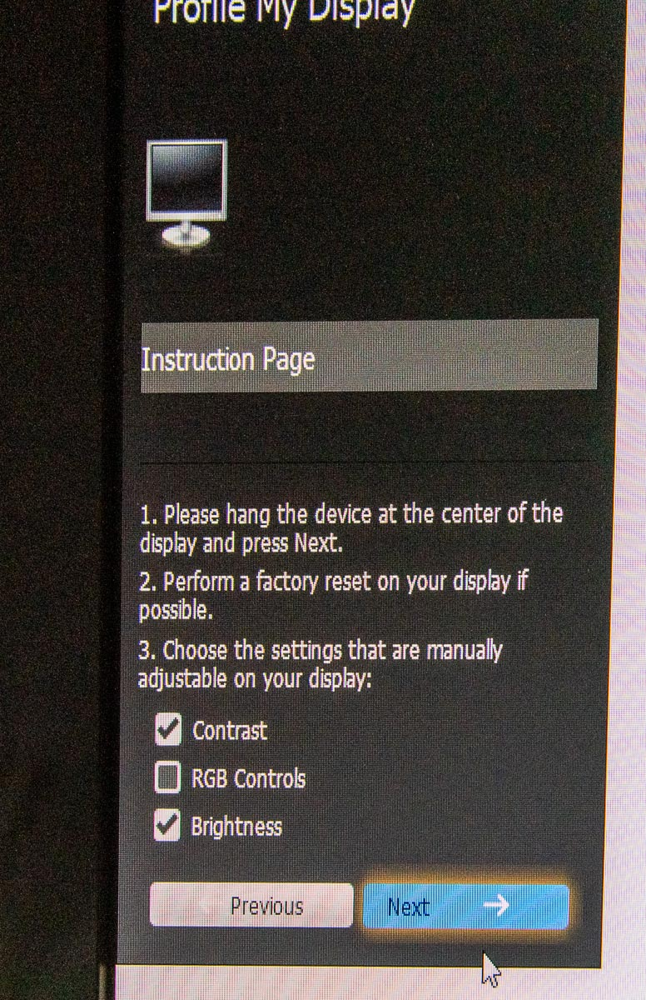 Profile My Display
Instruction Page
1. Please hang the device at the center of the
display and press Next.
2. Perform a factory reset on your display if
possible.
3. Choose the settings that are manually
adjustable on your display:
Contrast
RGB Controls
Brightness
Previous
Next